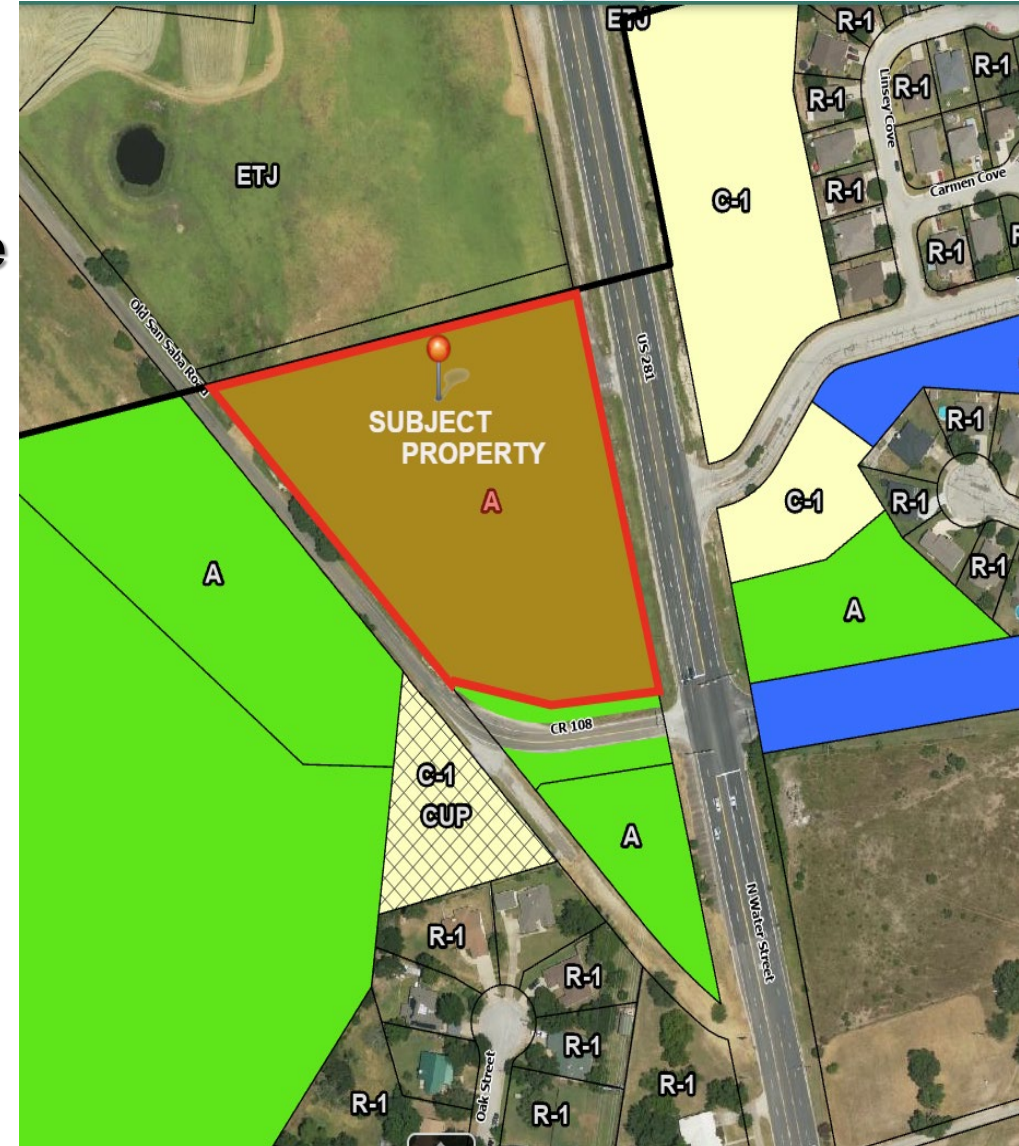 ETJ
R-1
R-1
R-1
Linsey Cove
R-1
ETJ
C-1
R-1
Carmen Cove
R-1
e
Old San Saba Road
US 281
SUBJECT
PROPERTY
R-1
A
C-1
R-1
R-1
A
A
CR 108
C-1
CUP
A
N Water Street
R-1
R-1
R-1
Oak Street
R-1
R-1
R-1